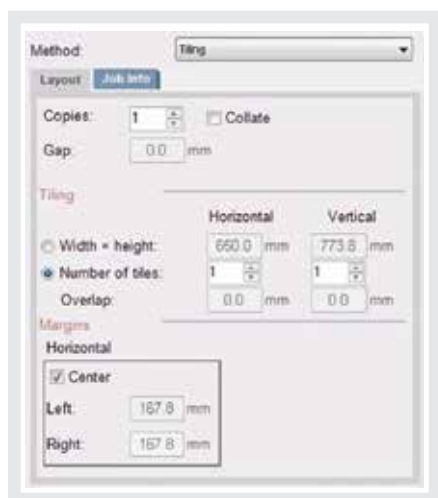 Method: Tiling
Layout Job Info
Copies: 1 Collate
Gap: 0.0 mm
Tiling
Horizontal Vertical
Width × height: 660.0 mm 773.8 mm
Number of tiles: 1 1
Overlap: 0.0 mm 0.0 mm
Margins
Horizontal
Center
Left: 167.8 mm
Right: 167.8 mm